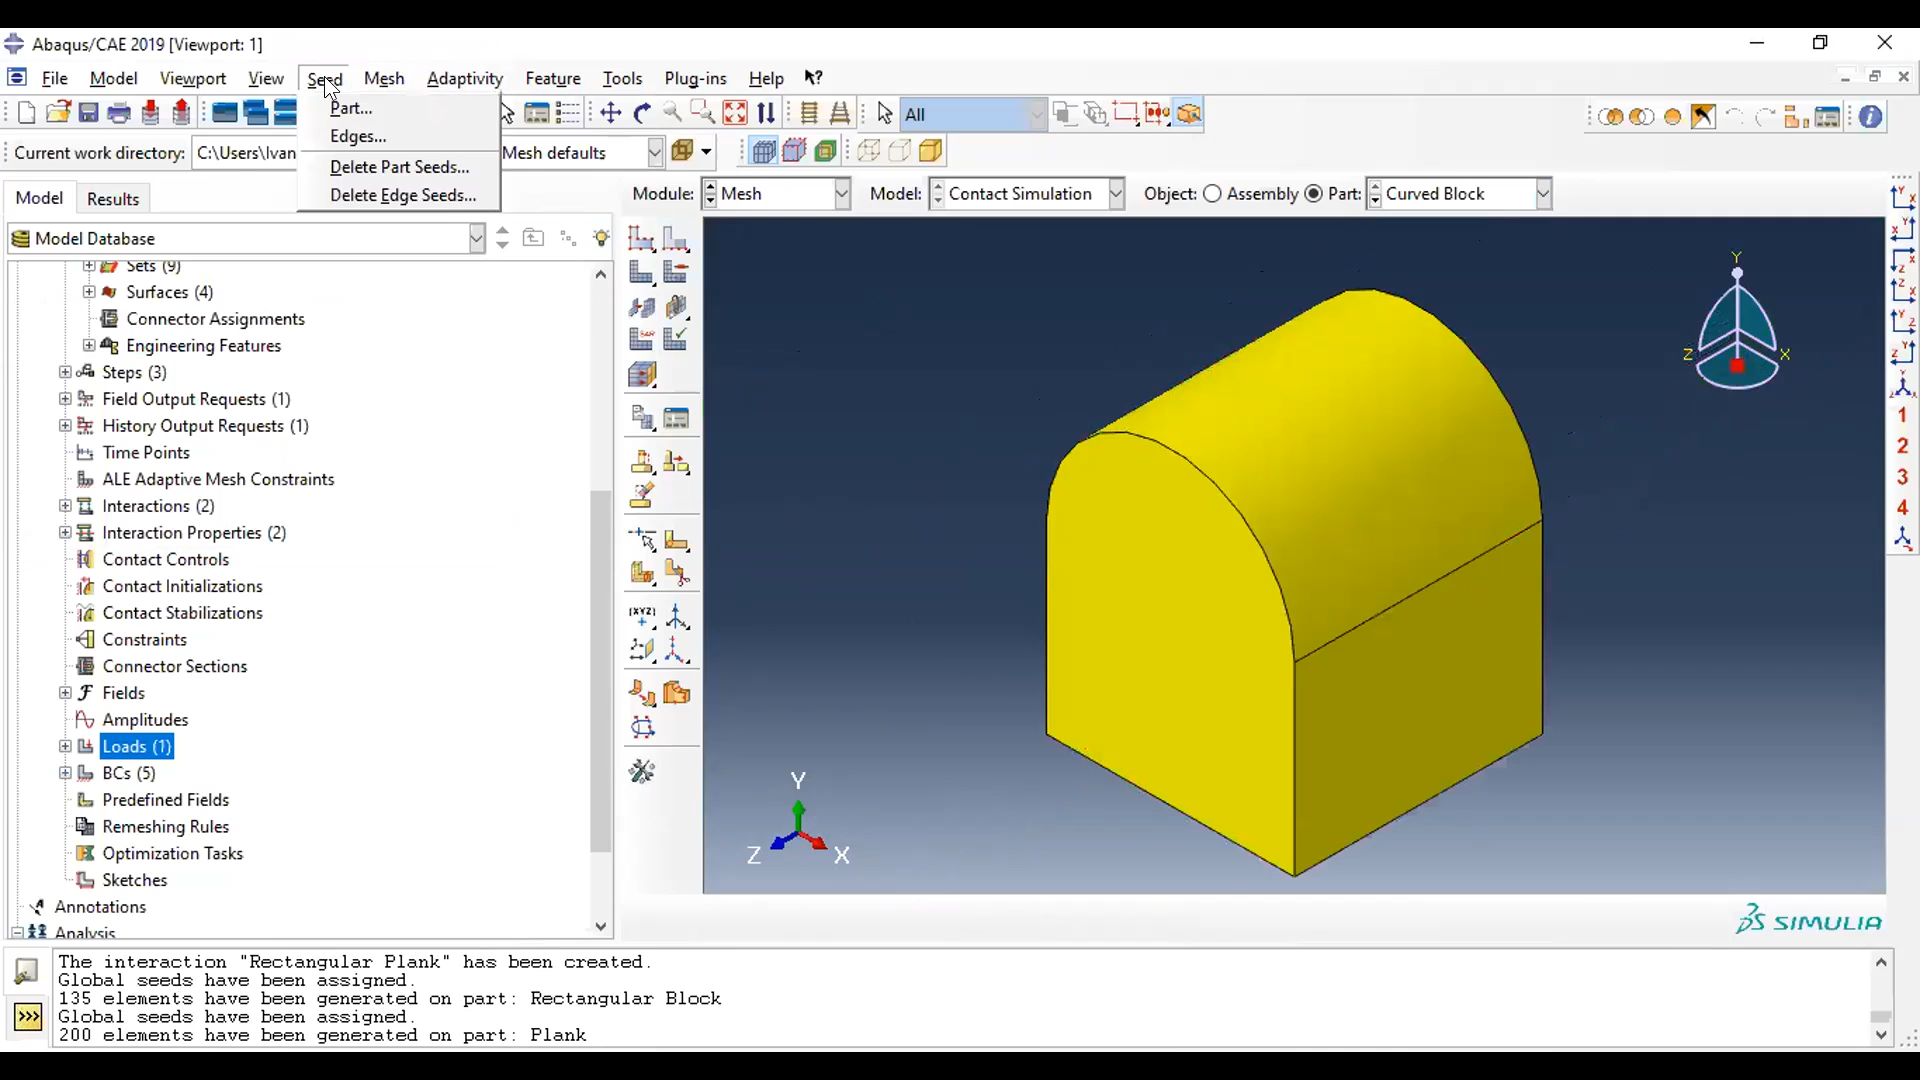 Abaqus/CAE 2019 [Viewport: 1]
File Model Viewport View Seed Mesh Adaptivity Feature Tools Plug-ins Help
Part...
Edges...
Delete Part Seeds...
Delete Edge Seeds...
All
Current work directory: C:\Users\Ivan
Mesh defaults
Model Results
Module: Mesh Model: Contact Simulation Object: Assembly Part: Curved Block
Model Database
Sets (9)
Surfaces (4)
Connector Assignments
Engineering Features
Steps (3)
Field Output Requests (1)
History Output Requests (1)
Time Points
ALE Adaptive Mesh Constraints
Interactions (2)
Interaction Properties (2)
Contact Controls
Contact Initializations
Contact Stabilizations
Constraints
Connector Sections
Fields
Amplitudes
Loads (1)
BCs (5)
Predefined Fields
Remeshing Rules
Optimization Tasks
Sketches
Annotations
Analysis
(XYZ)
Y
Z X
Y
Z X
1
2
3
4
SIMULIA
The interaction "Rectangular Plank" has been created.
Global seeds have been assigned.
135 elements have been generated on part: Rectangular Block
Global seeds have been assigned.
200 elements have been generated on part: Plank